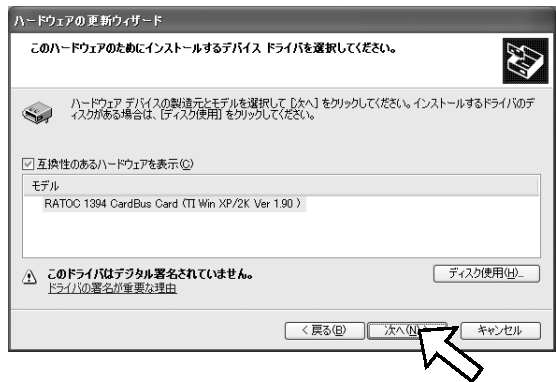 ハードウェアの更新ウィザード
このハードウェアのためにインストールするデバイス ドライバを選択してください。
ハードウェア デバイスの製造元とモデルを選択して [次へ] をクリックしてください。インストールするドライバのデ
ィスクがある場合は、[ディスク使用] をクリックしてください。
互換性のあるハードウェアを表示(C)
モデル
RATOC 1394 CardBus Card (TI Win XP/2K Ver 1.90 )
このドライバはデジタル署名されていません。
ディスク使用(H)...
ドライバの署名が重要な理由
< 戻る(B)
次へ(N)
キャンセル